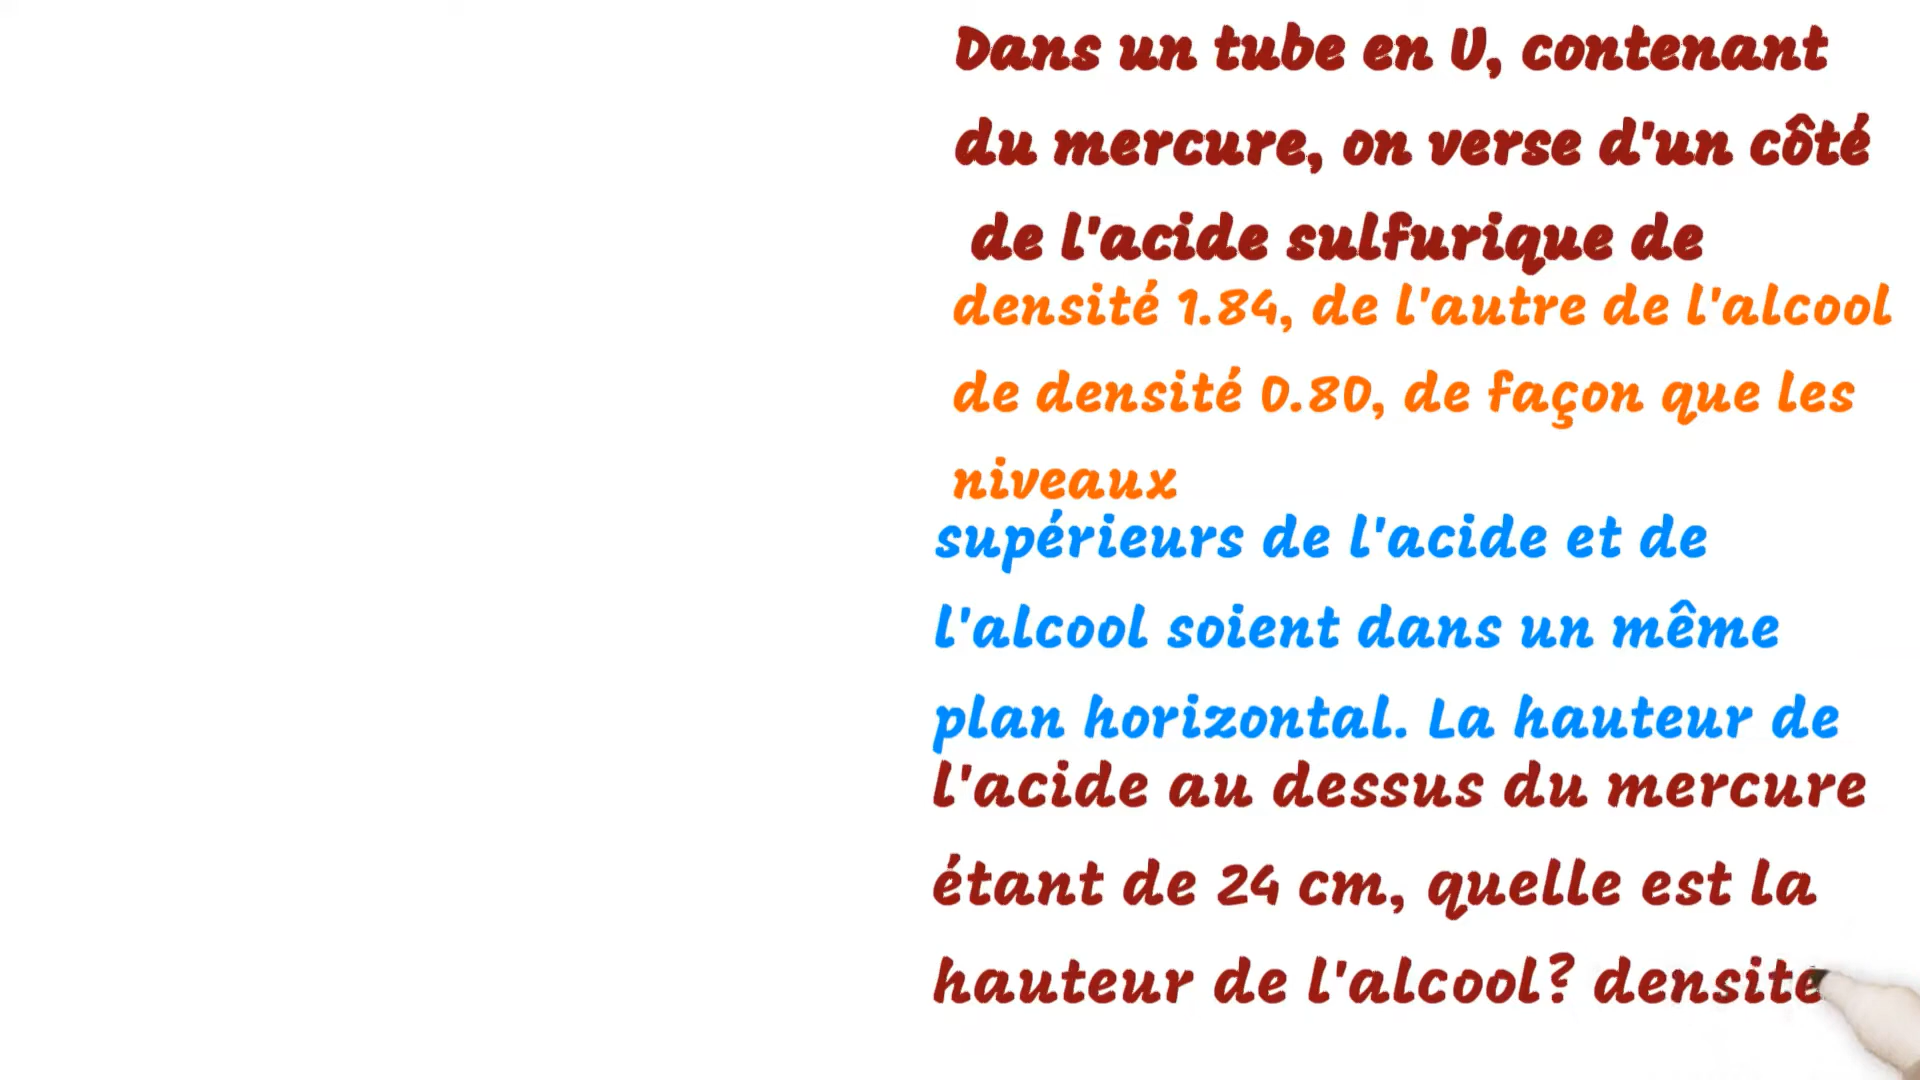 Dans un tube en U, contenant
du mercure, on verse d'un côté
de l'acide sulfurique de
densité 1.84, de l'autre de l'alcool
de densité 0.80, de façon que les
niveaux
supérieurs de l'acide et de
l'alcool soient dans un même
plan horizontal. La hauteur de
l'acide au dessus du mercure
étant de 24 cm, quelle est la
hauteur de l'alcool? densite